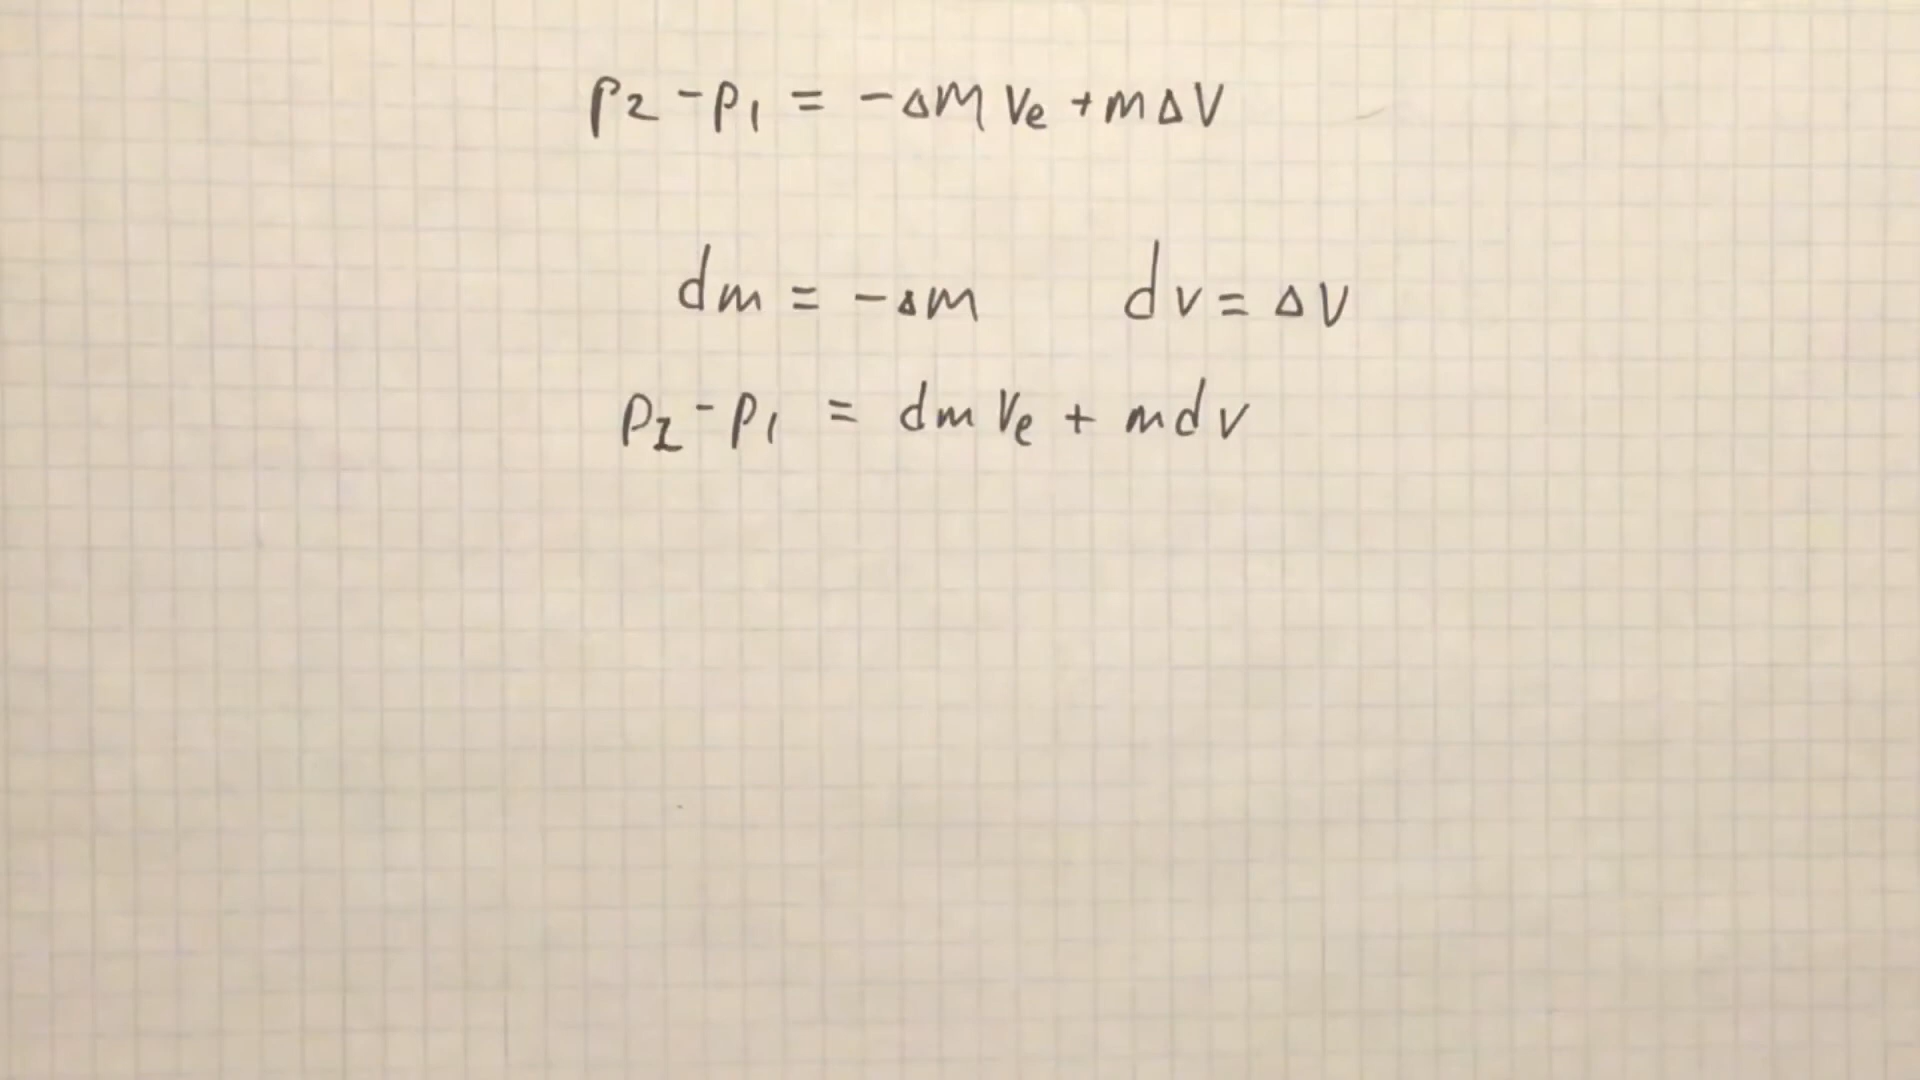 p₂ - p₁ = -Δm vₑ + mΔv
dm = -Δm dv = Δv
p₂ - p₁ = dm vₑ + mdv